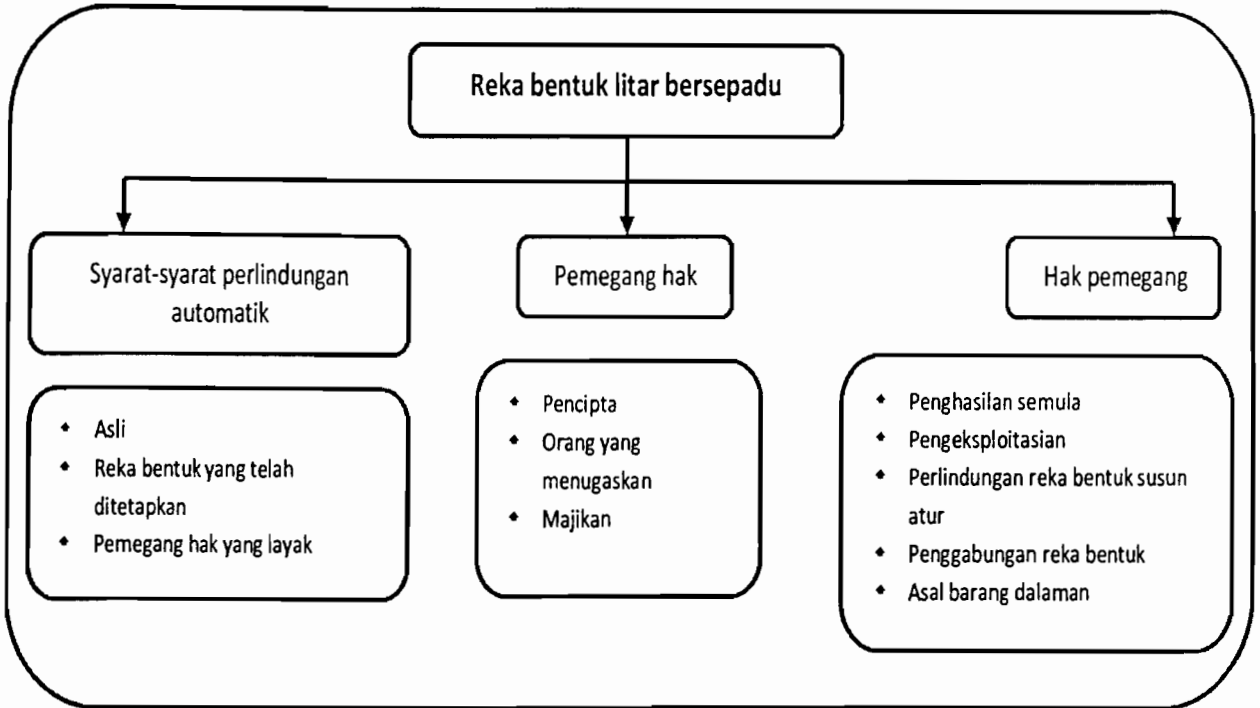 Reka bentuk litar bersepadu
Syarat-syarat perlindungan
automatik
Pemegang hak
Hak pemegang
Asli
Reka bentuk yang telah
ditetapkan
Pemegang hak yang layak
Pencipta
Orang yang
menugaskan
Majikan
Penghasilan semula
Pengeksploitasian
Perlindungan reka bentuk susun
atur
Penggabungan reka bentuk
Asal barang dalaman